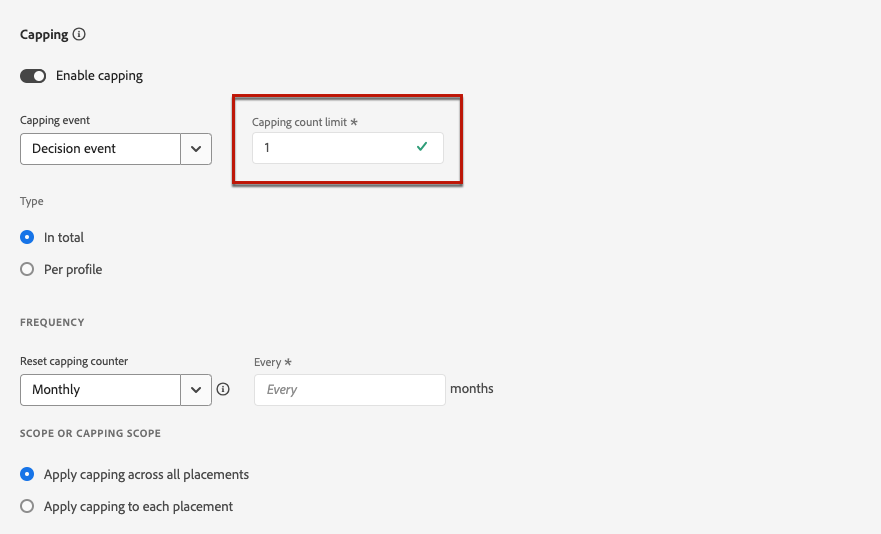 Capping
Enable capping
Capping event
Capping count limit *
Decision event
1
Type
In total
Per profile
FREQUENCY
Reset capping counter
Every *
Monthly
Every
months
SCOPE OR CAPPING SCOPE
Apply capping across all placements
Apply capping to each placement